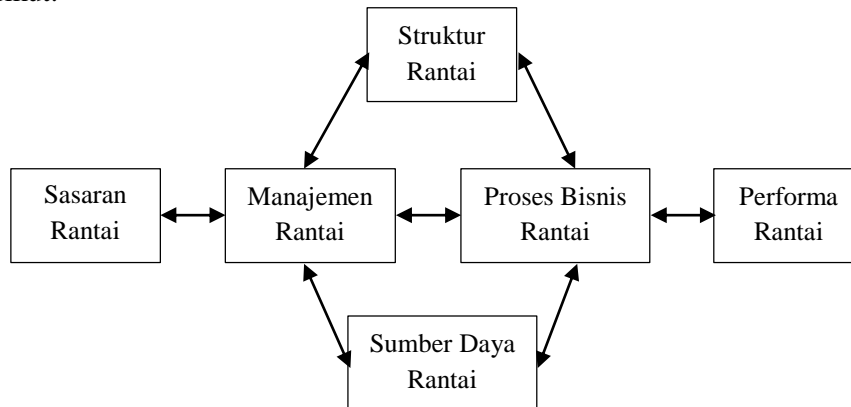 Struktur
Rantai
Sasaran
Rantai
Manajemen
Rantai
Proses Bisnis
Rantai
Performa
Rantai
Sumber Daya
Rantai